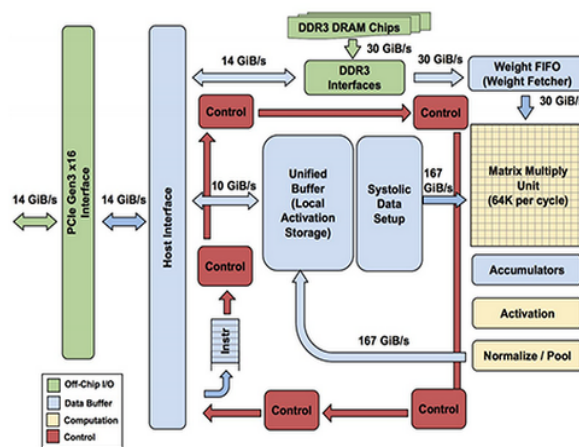 DDR3 DRAM Chips
30 GiB/s
14 GiB/s
DDR3
Interfaces
30 GiB/s
Weight FIFO
(Weight Fetcher)
30 GiB/s
Control
Control
14 GiB/s
PCIe Gen3 x16
Interface
14 GiB/s
Host Interface
10 GiB/s
Unified
Buffer
(Local
Activation
Storage)
Systolic
Data
Setup
167
GiB/s
Matrix Multiply
Unit
(64K per cycle)
Control
Accumulators
Activation
Instr
167 GiB/s
Normalize / Pool
Off-Chip I/O
Data Buffer
Computation
Control
Control
Control